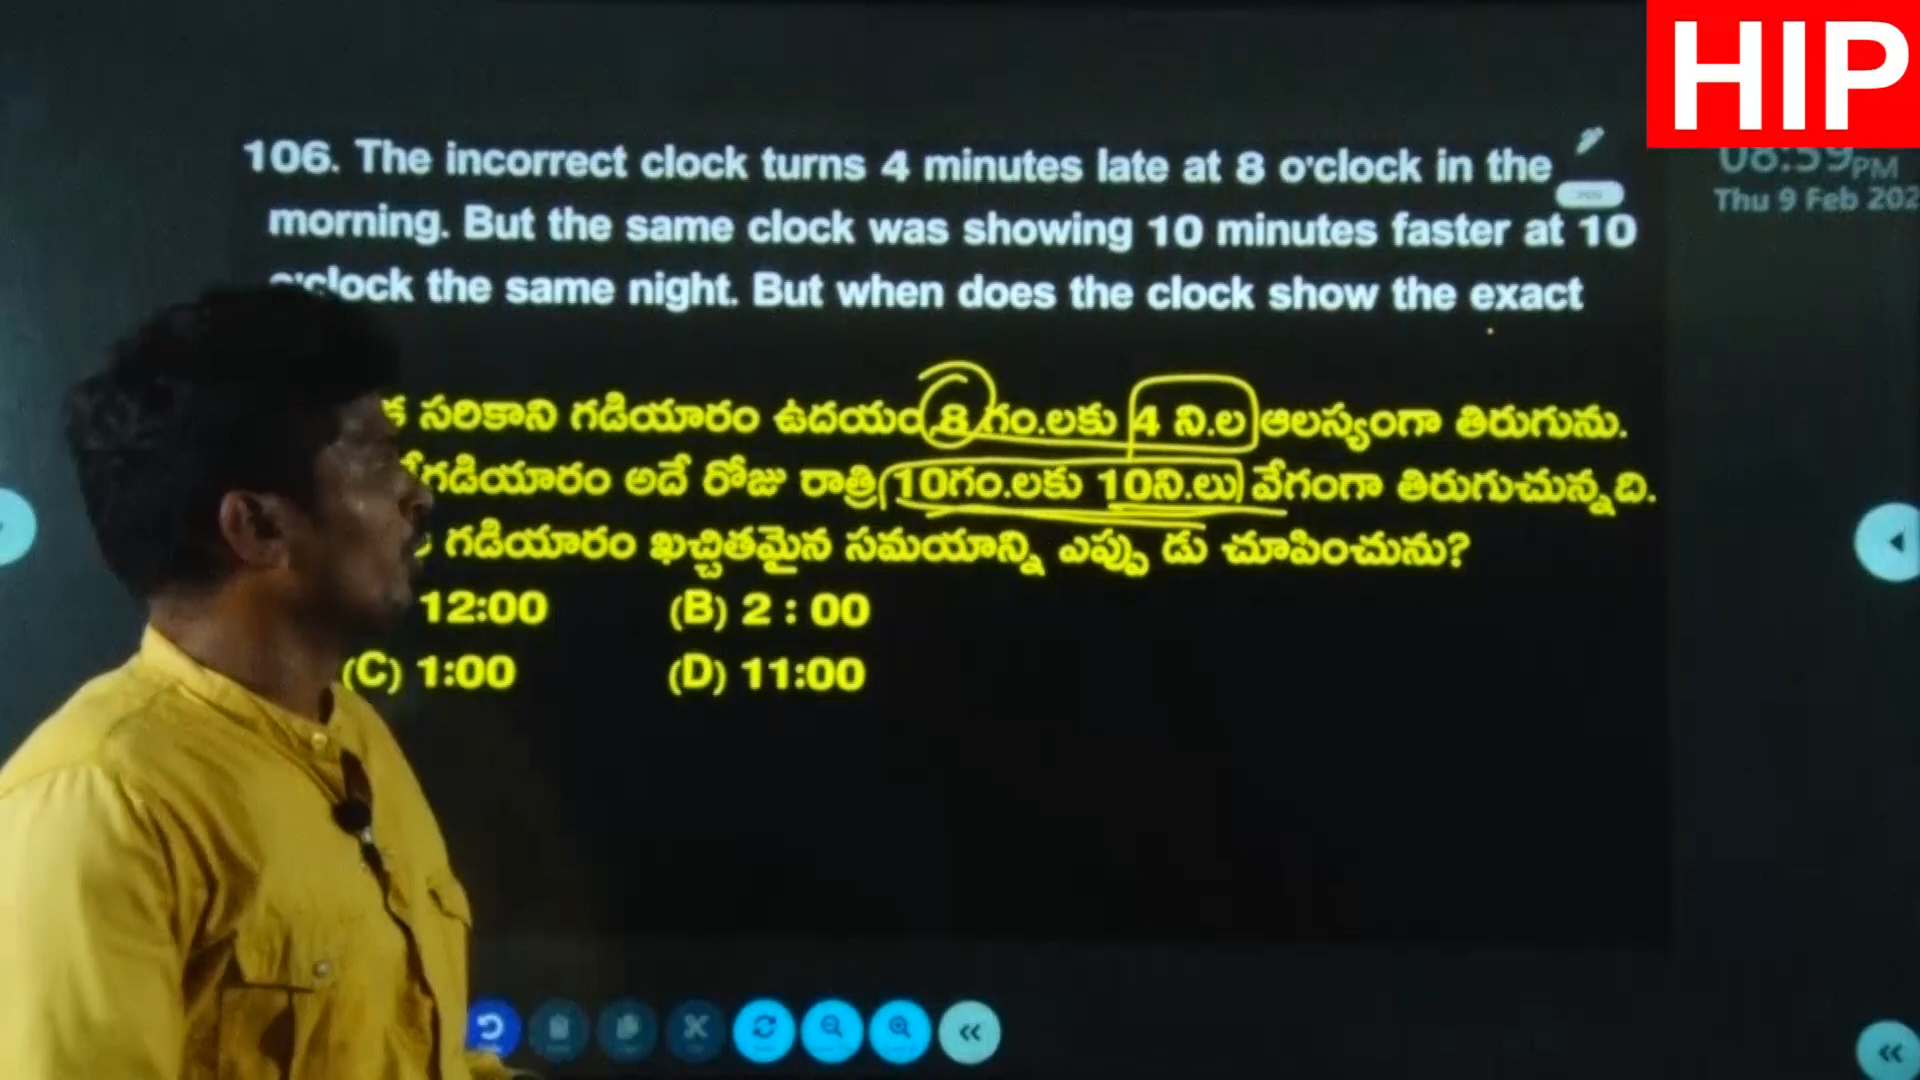 HIP
08:59PM
Thu 9 Feb 202
106. The incorrect clock turns 4 minutes late at 8 o'clock in the
morning. But the same clock was showing 10 minutes faster at 10
o'clock the same night. But when does the clock show the exact
సరికాని గడియారం ఉదయం 8 గం.లకు 4 ని.ల ఆలస్యంగా తిరుగును.
గడియారం అదే రోజు రాత్రి 10గం.లకు 10ని.లు వేగంగా తిరుగుచున్నది.
గడియారం ఖచ్చితమైన సమయాన్ని ఎప్పు డు చూపించును?
12:00 (B) 2 : 00
(C) 1:00 (D) 11:00